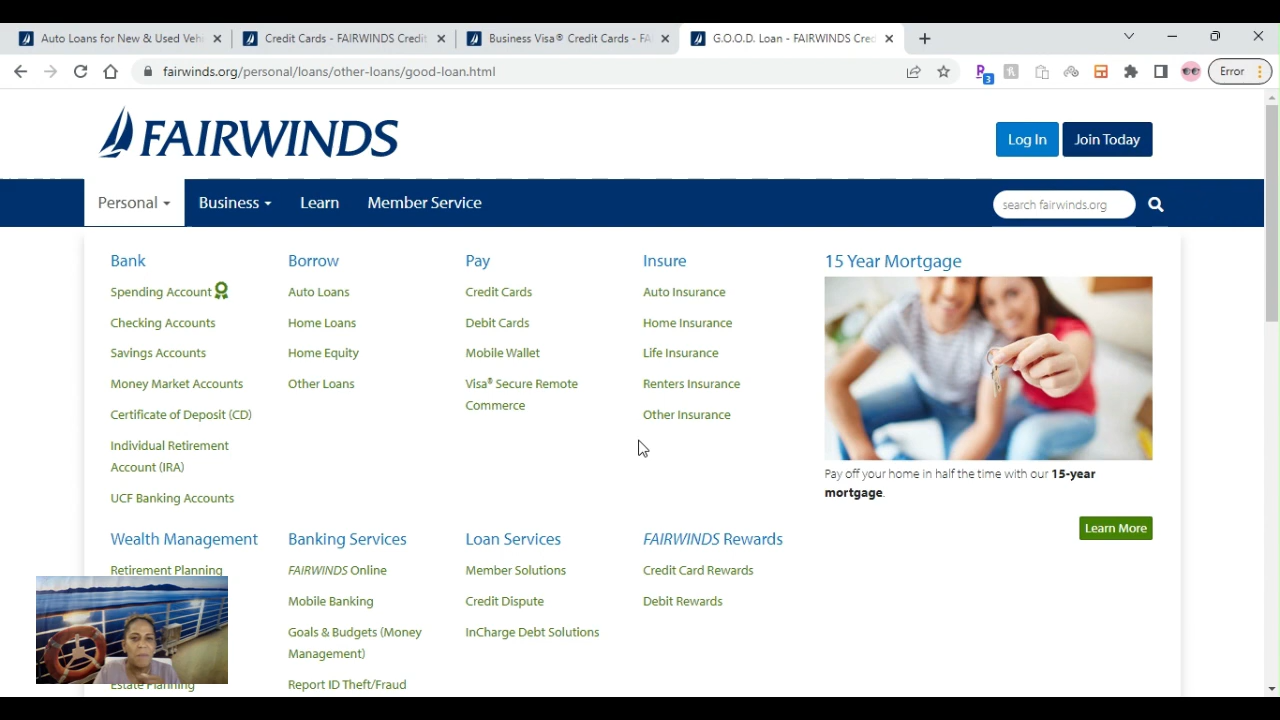 Auto Loans for New & Used Veh
Credit Cards - FAIRWINDS Credit
Business Visa® Credit Cards - FA
G.O.O.D. Loan - FAIRWINDS Cred
fairwinds.org/personal/loans/other-loans/good-loan.html
3
Error
FAIRWINDS
Log In
Join Today
Personal
Business
Learn
Member Service
search fairwinds.org
Bank
Spending Account
Checking Accounts
Savings Accounts
Money Market Accounts
Certificate of Deposit (CD)
Individual Retirement
Account (IRA)
UCF Banking Accounts
Borrow
Auto Loans
Home Loans
Home Equity
Other Loans
Pay
Credit Cards
Debit Cards
Mobile Wallet
Visa® Secure Remote
Commerce
Insure
Auto Insurance
Home Insurance
Life Insurance
Renters Insurance
Other Insurance
15 Year Mortgage
Pay off your home in half the time with our 15-year
mortgage.
Learn More
Wealth Management
Retirement Planning
Estate Planning
Banking Services
FAIRWINDS Online
Mobile Banking
Goals & Budgets (Money
Management)
Report ID Theft/Fraud
Loan Services
Member Solutions
Credit Dispute
InCharge Debt Solutions
FAIRWINDS Rewards
Credit Card Rewards
Debit Rewards